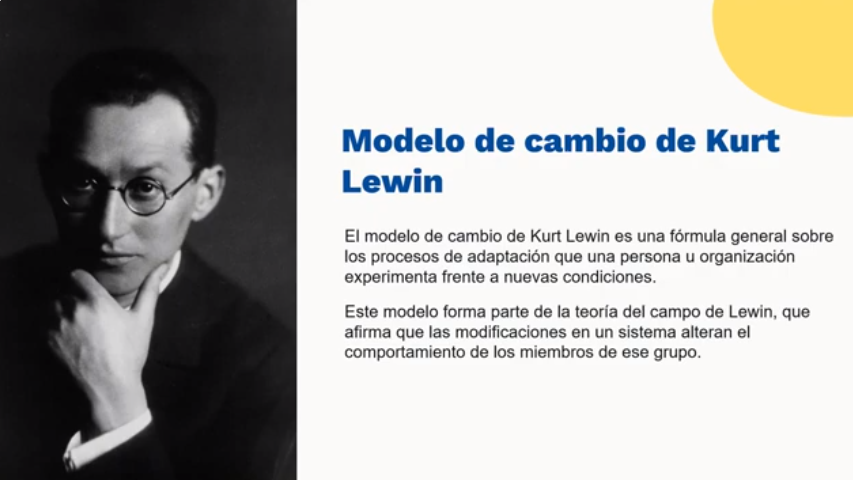 Modelo de cambio de Kurt
Lewin
El modelo de cambio de Kurt Lewin es una fórmula general sobre
los procesos de adaptación que una persona u organización
experimenta frente a nuevas condiciones.
Este modelo forma parte de la teoría del campo de Lewin, que
afirma que las modificaciones en un sistema alteran el
comportamiento de los miembros de ese grupo.